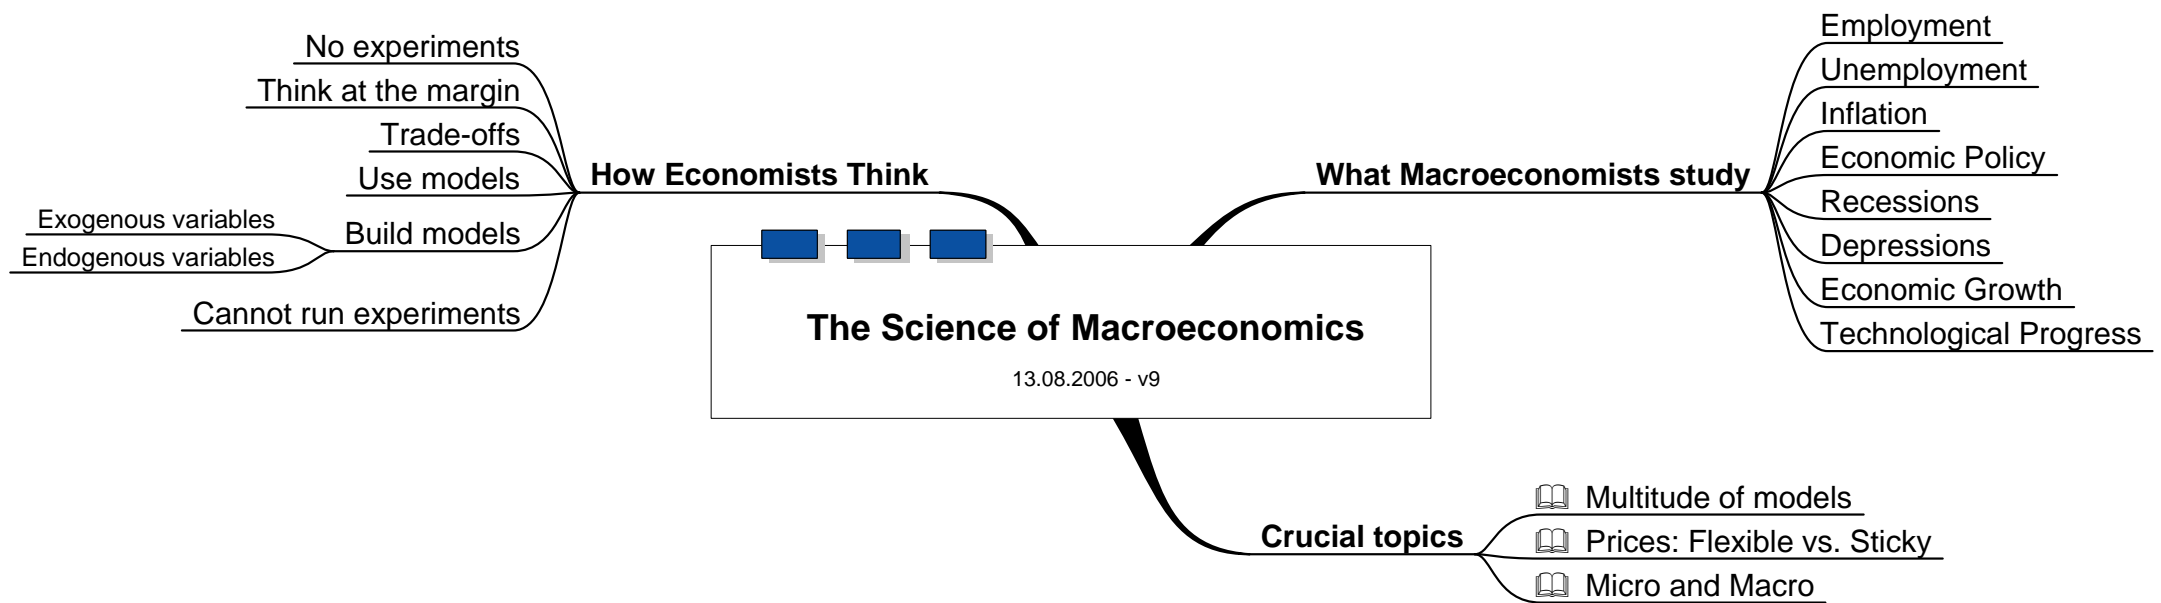 No experiments
Think at the margin
Trade-offs
Use models
Exogenous variables
Endogenous variables
Build models
Cannot run experiments
How Economists Think
What Macroeconomists study
Employment
Unemployment
Inflation
Economic Policy
Recessions
Depressions
Economic Growth
Technological Progress
The Science of Macroeconomics
13.08.2006 - v9
Crucial topics
Multitude of models
Prices: Flexible vs. Sticky
Micro and Macro